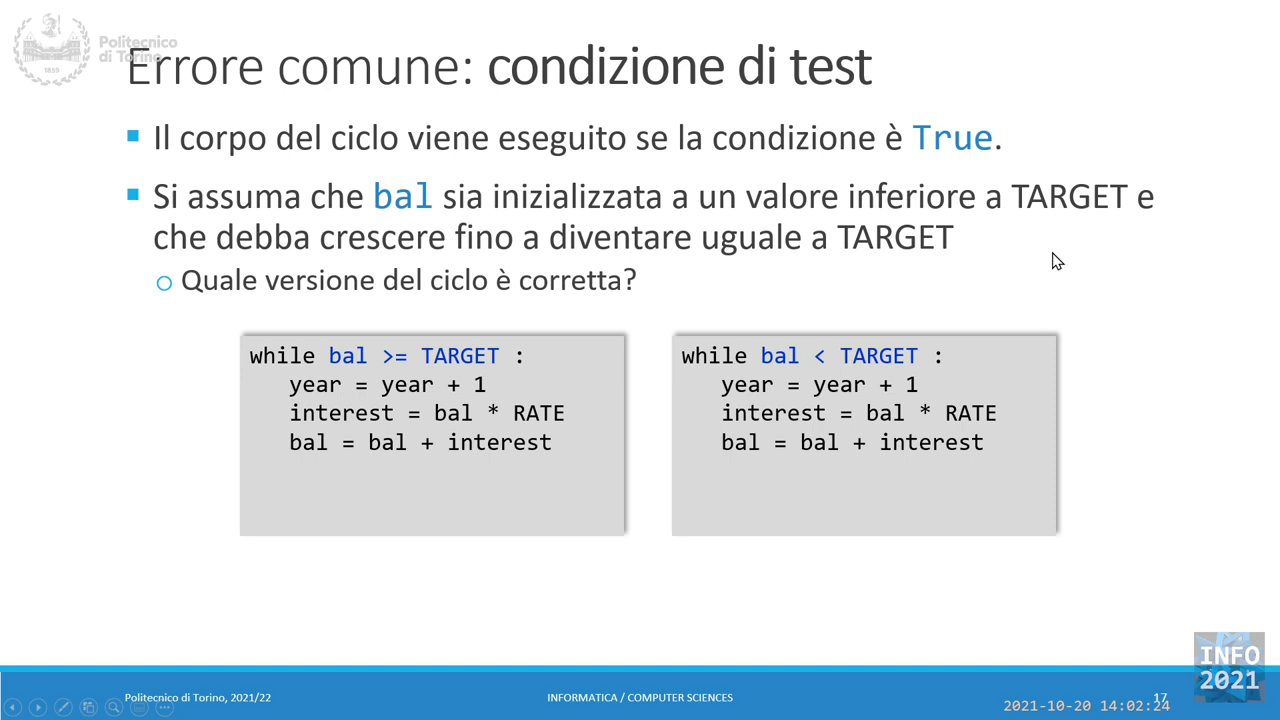 Politecnico
di Torino
1859
Errore comune: condizione di test
Il corpo del ciclo viene eseguito se la condizione è True.
Si assuma che bal sia inizializzata a un valore inferiore a TARGET e
che debba crescere fino a diventare uguale a TARGET
Quale versione del ciclo è corretta?
while bal >= TARGET :
year = year + 1
interest = bal * RATE
bal = bal + interest
while bal < TARGET :
year = year + 1
interest = bal * RATE
bal = bal + interest
INFO
2021
Politecnico di Torino, 2021/22
INFORMATICA / COMPUTER SCIENCES
17
2021-10-20 14:02:24